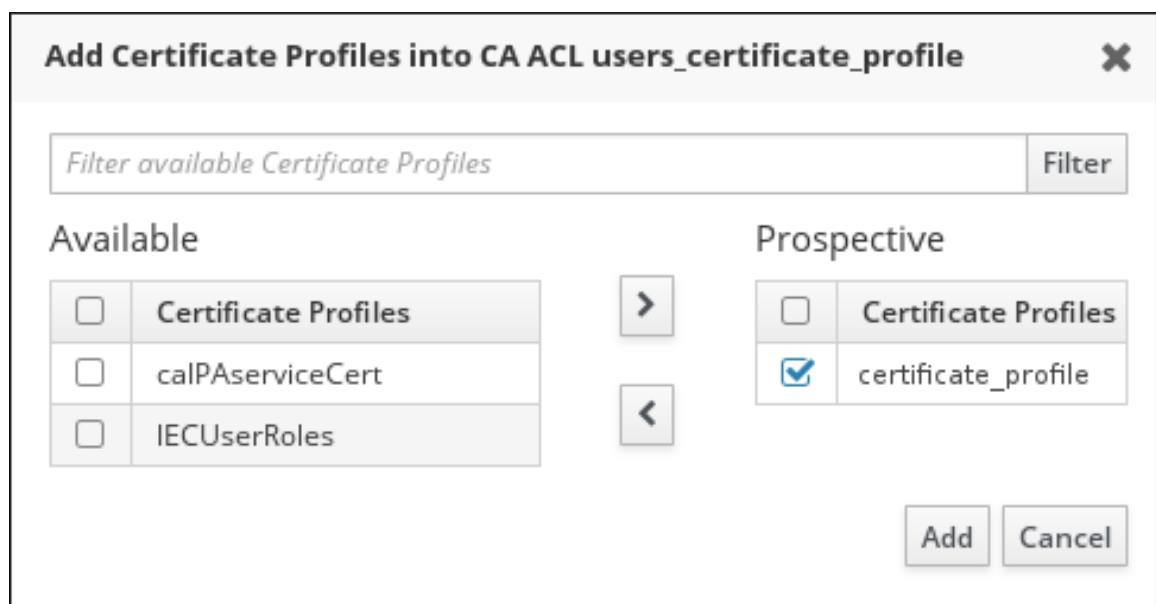 Add Certificate Profiles into CA ACL users_certificate_profile
Filter available Certificate Profiles
Filter
Available
Prospective
Certificate Profiles
Certificate Profiles
caIPAserviceCert
certificate_profile
IECUserRoles
Add
Cancel